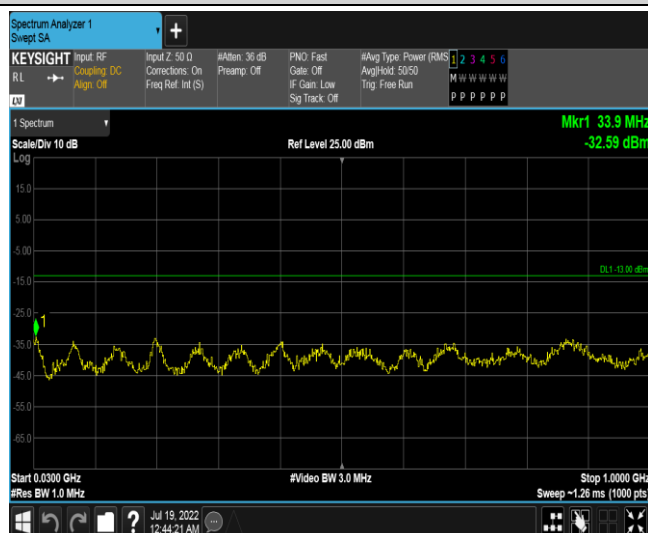 Spectrum Analyzer 1
Swept SA
+
KEYSIGHT
RL
LXI
Input: RF
Coupling: DC
Align: Off
Input Z: 50 Ω
Corrections: On
Freq Ref: Int (S)
#Atten: 36 dB
Preamp: Off
PNO: Fast
Gate: Off
IF Gain: Low
Sig Track: Off
#Avg Type: Power (RMS
Avg|Hold: 50/50
Trig: Free Run
1 2 3 4 5 6
M W W W W W
P P P P P P
1 Spectrum
Scale/Div 10 dB
Ref Level 25.00 dBm
Mkr1 33.9 MHz
-32.59 dBm
Log
15.0
5.00
-5.00
DL1 -13.00 dBm
-15.0
-25.0
1
-35.0
-45.0
-55.0
-65.0
Start 0.0300 GHz
#Video BW 3.0 MHz
Stop 1.0000 GHz
#Res BW 1.0 MHz
Sweep ~1.26 ms (1000 pts)
?
Jul 19, 2022
12:44:21 AM